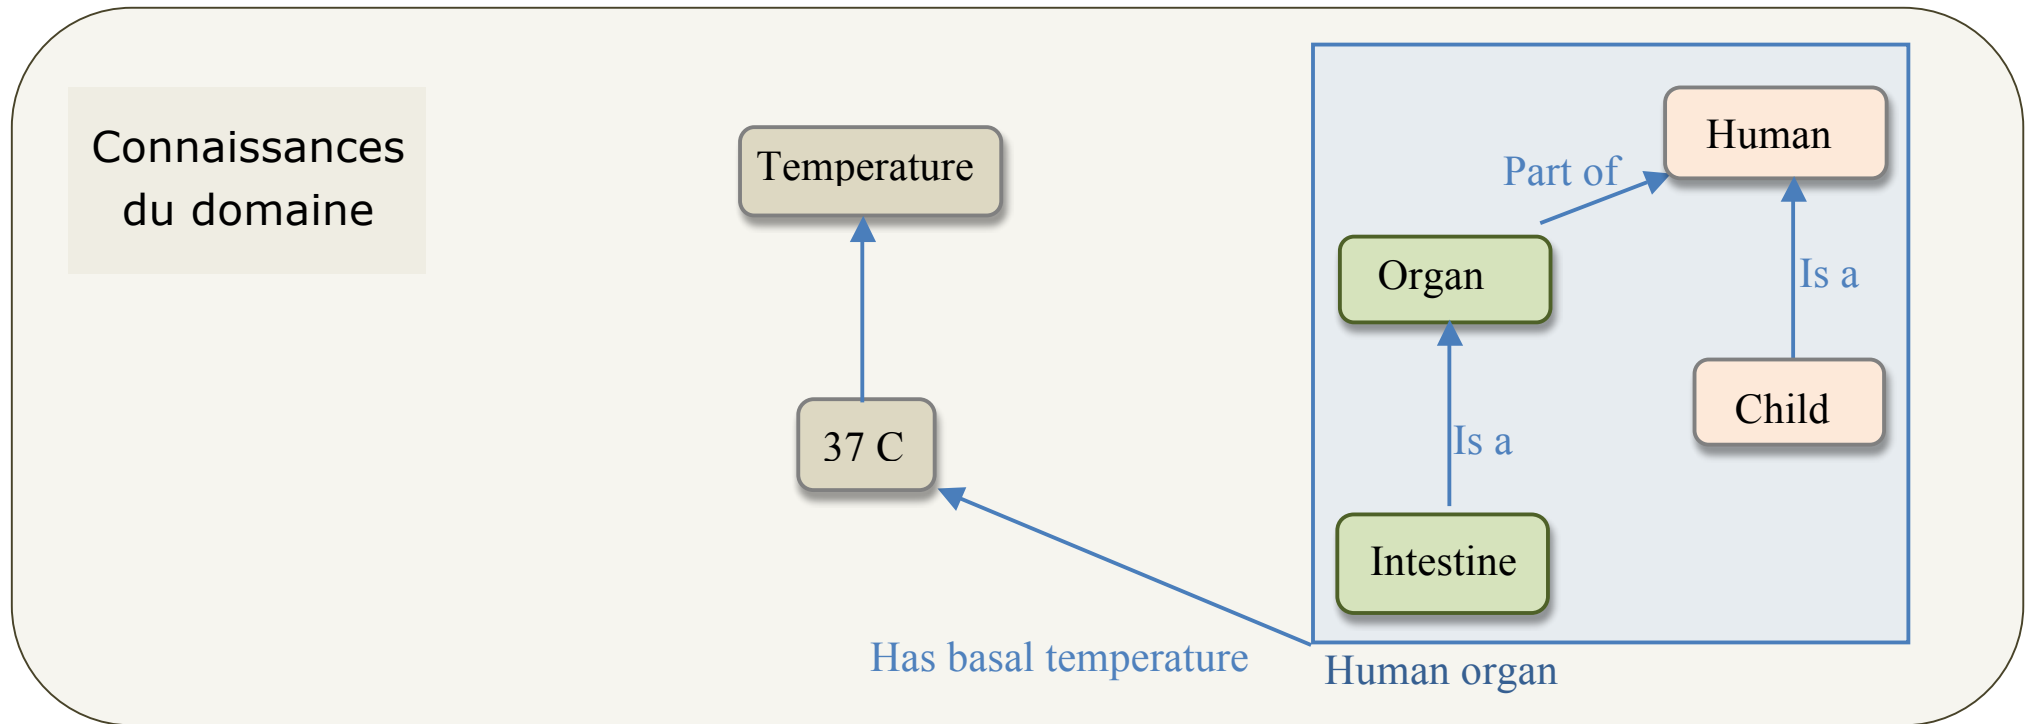 Connaissances
du domaine
Temperature
37 C
Has basal temperature
Human
Part of
Organ
Is a
Child
Is a
Intestine
Human organ